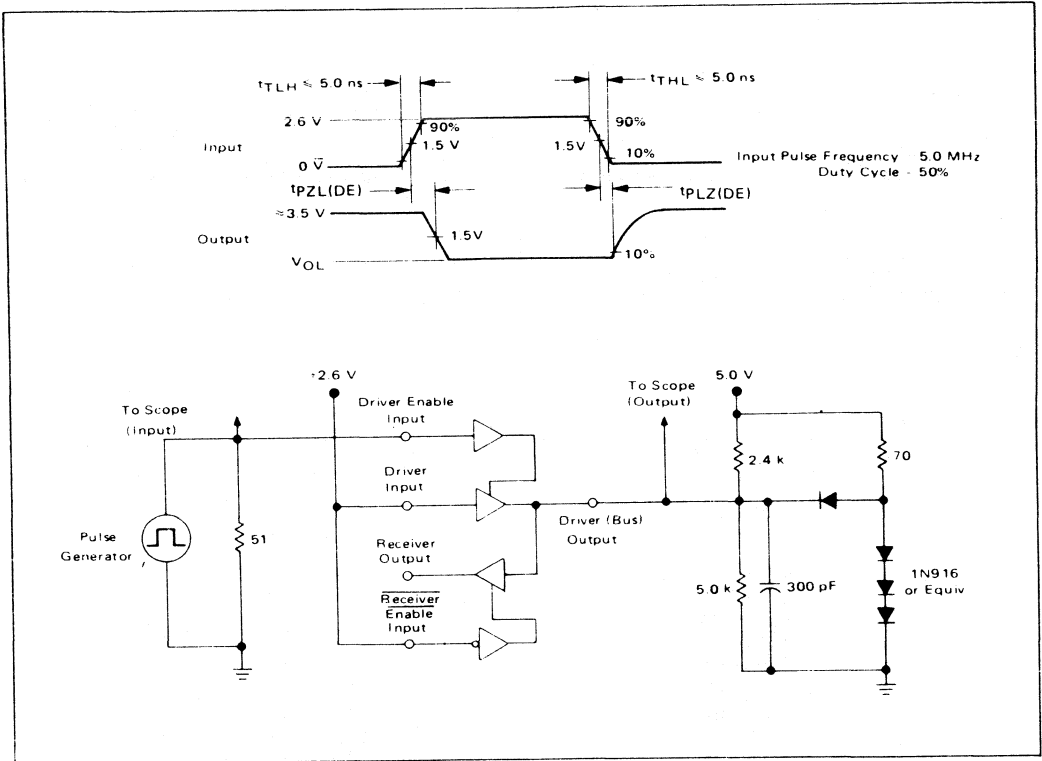 tTLH ≤ 5.0 ns
tTHL ≤ 5.0 ns
2.6 V
90%
90%
Input
1.5 V
1.5V
10%
0 V
Input Pulse Frequency 5.0 MHz
Duty Cycle - 50%
tPZL(DE)
tPLZ(DE)
≈3.5 V
Output
1.5V
VOL
10%
2.6 V
5.0 V
To Scope
(Input)
To Scope
(Output)
Driver Enable
Input
2.4 k
70
Driver
Input
Driver (Bus)
Output
Pulse
Generator
51
Receiver
Output
Receiver
Enable
Input
5.0 k
300 pF
1N916
or Equiv